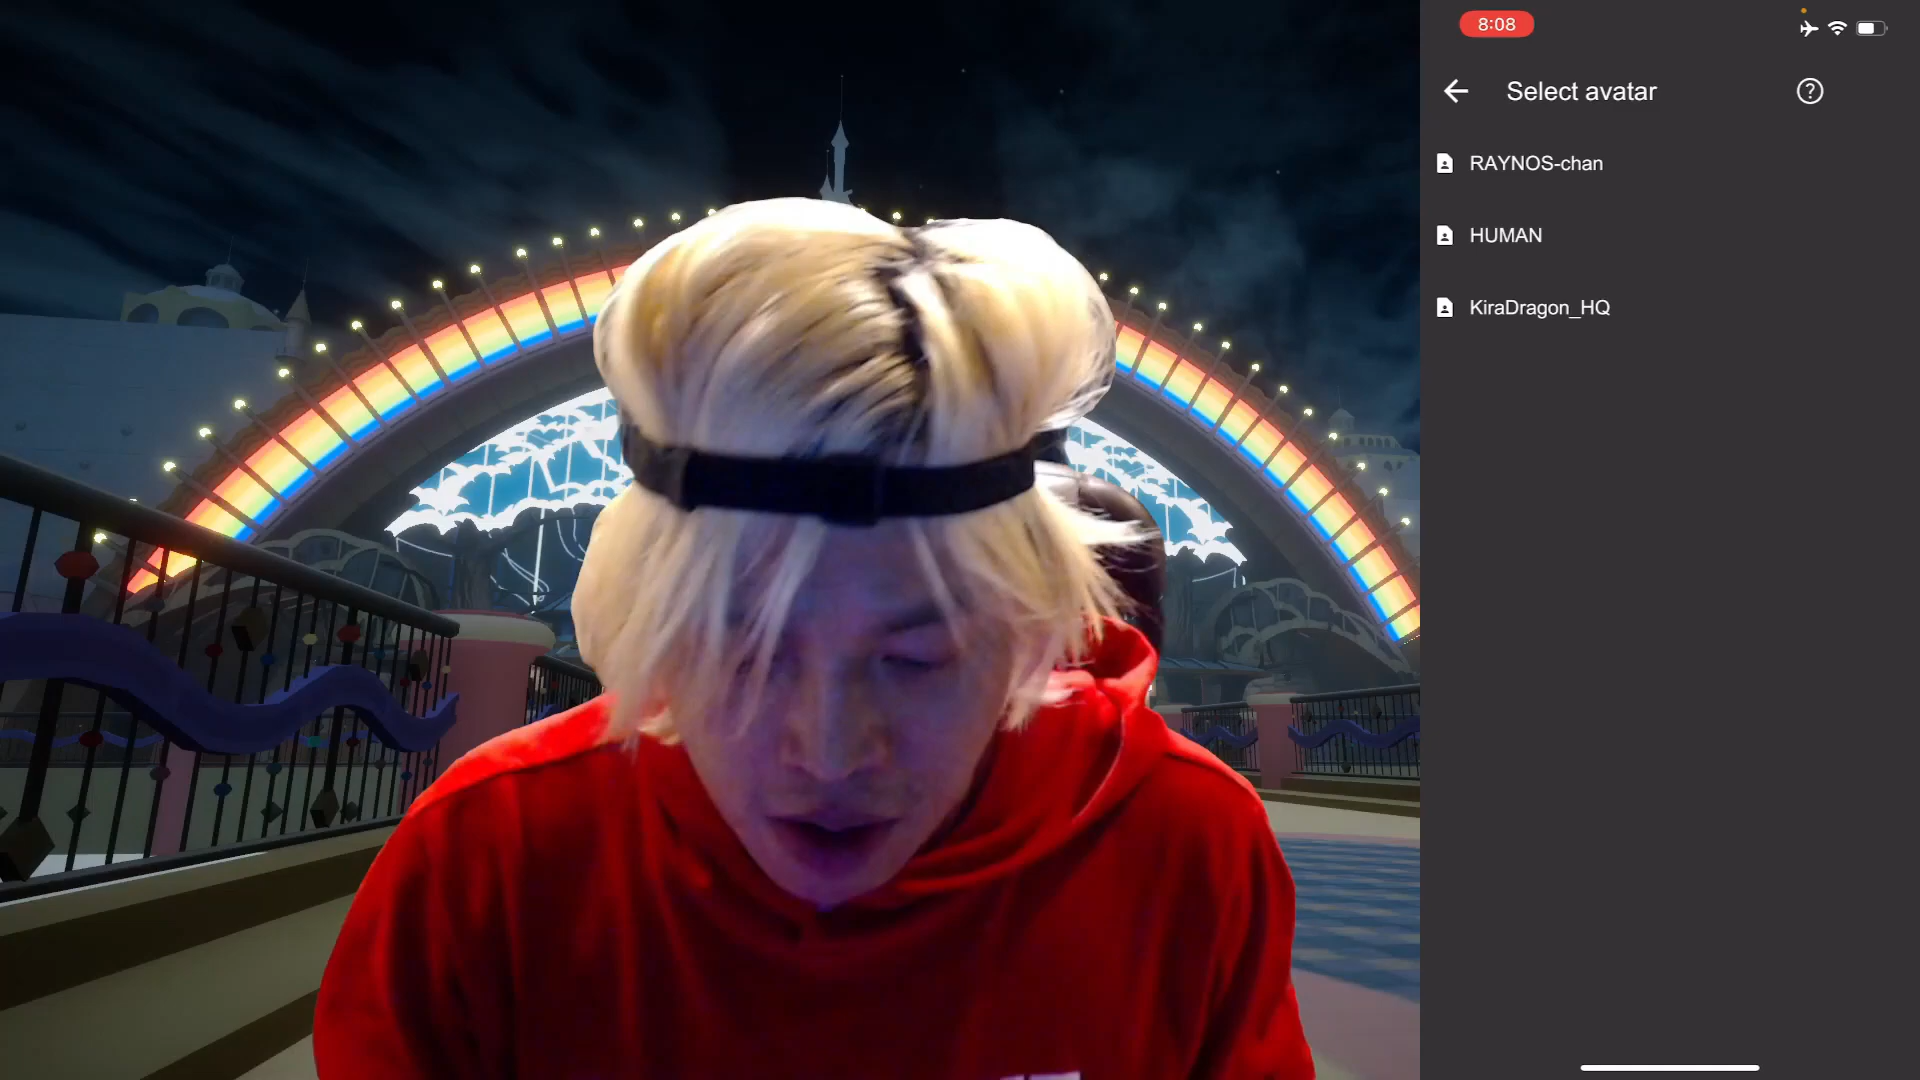 8:08
Select avatar
RAYNOS-chan
HUMAN
KiraDragon_HQ